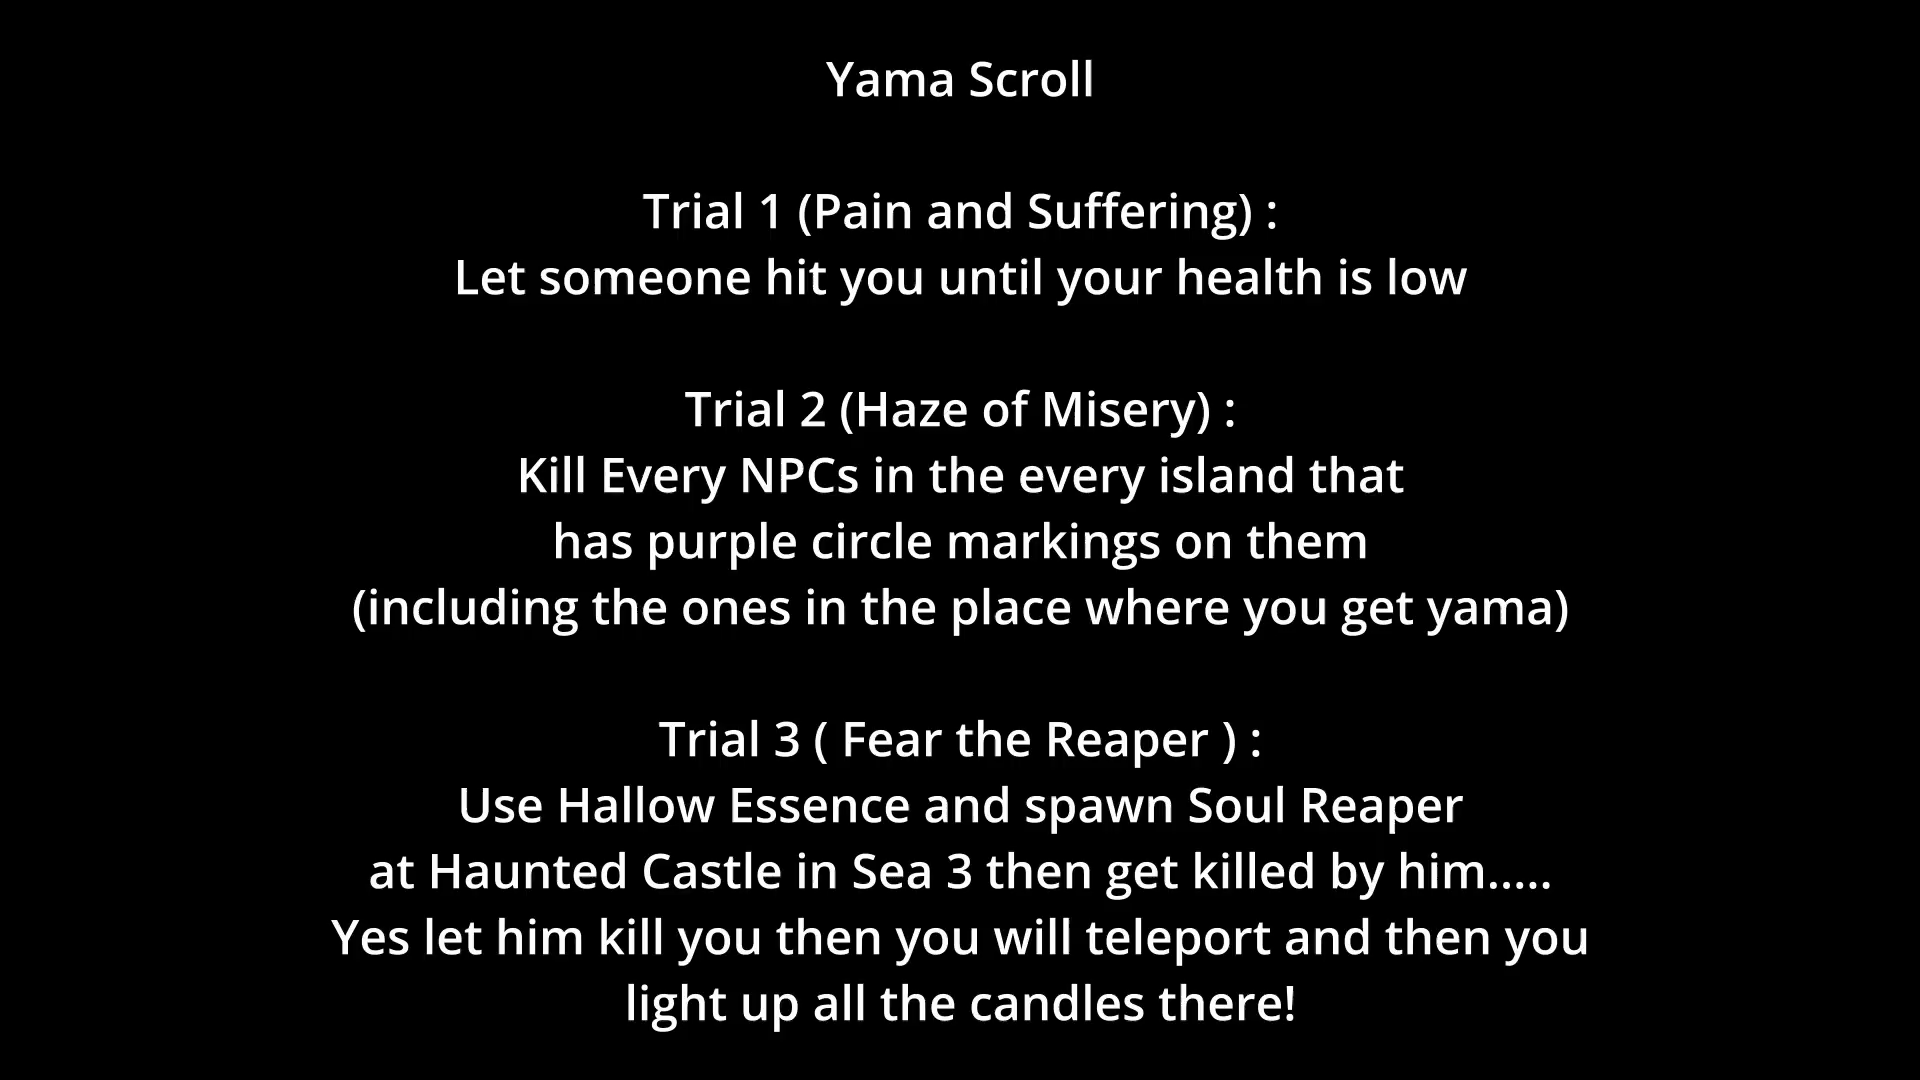 Yama Scroll
Trial 1 (Pain and Suffering) :
Let someone hit you until your health is low
Trial 2 (Haze of Misery) :
Kill Every NPCs in the every island that
has purple circle markings on them
(including the ones in the place where you get yama)
Trial 3 ( Fear the Reaper ) :
Use Hallow Essence and spawn Soul Reaper
at Haunted Castle in Sea 3 then get killed by him.....
Yes let him kill you then you will teleport and then you
light up all the candles there!